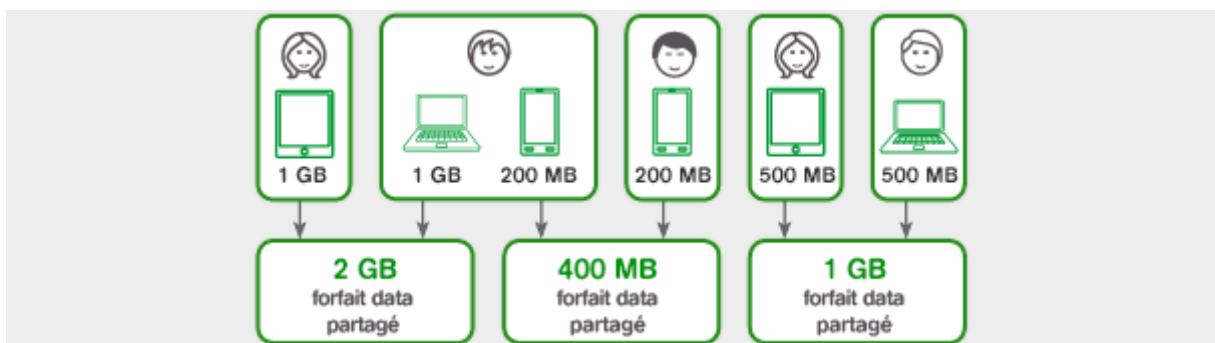 1 GB
1 GB
200 MB
200 MB
500 MB
500 MB
2 GB
forfait data
partagé
400 MB
forfait data
partagé
1 GB
forfait data
partagé